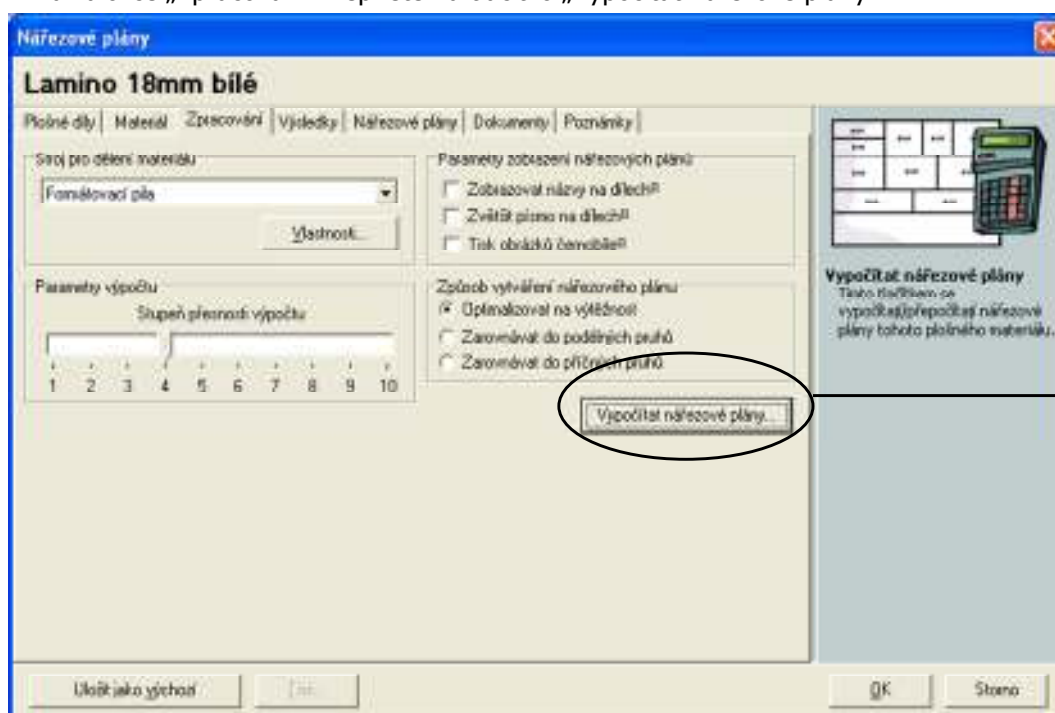 Nářezové plány
Lamino 18mm bílé
Plošné díly Materiál Zpracování Výsledky Nářezové plány Dokumenty Poznámky
Stroj pro dělení materiálu
Formátovací pila
Vlastnosti...
Parametry výpočtu
Stupeň přesnosti výpočtu
1 2 3 4 5 6 7 8 9 10
Parametry zobrazení nářezových plánů
Zobrazovat názvy na dílech
Zvětšit písmo na dílech
Tisk obrázků černobíle
Způsob vytváření nářezového plánu
Optimalizovat na výtěžnost
Zarovnávat do podélných pruhů
Zarovnávat do příčných pruhů
Vypočítat nářezové plány...
Vypočítat nářezové plány
Tímto tlačítkem se
vypočítají/přepočítají nářezové
plány tohoto plošného materiálu.
Uložit jako výchozí
OK Storno